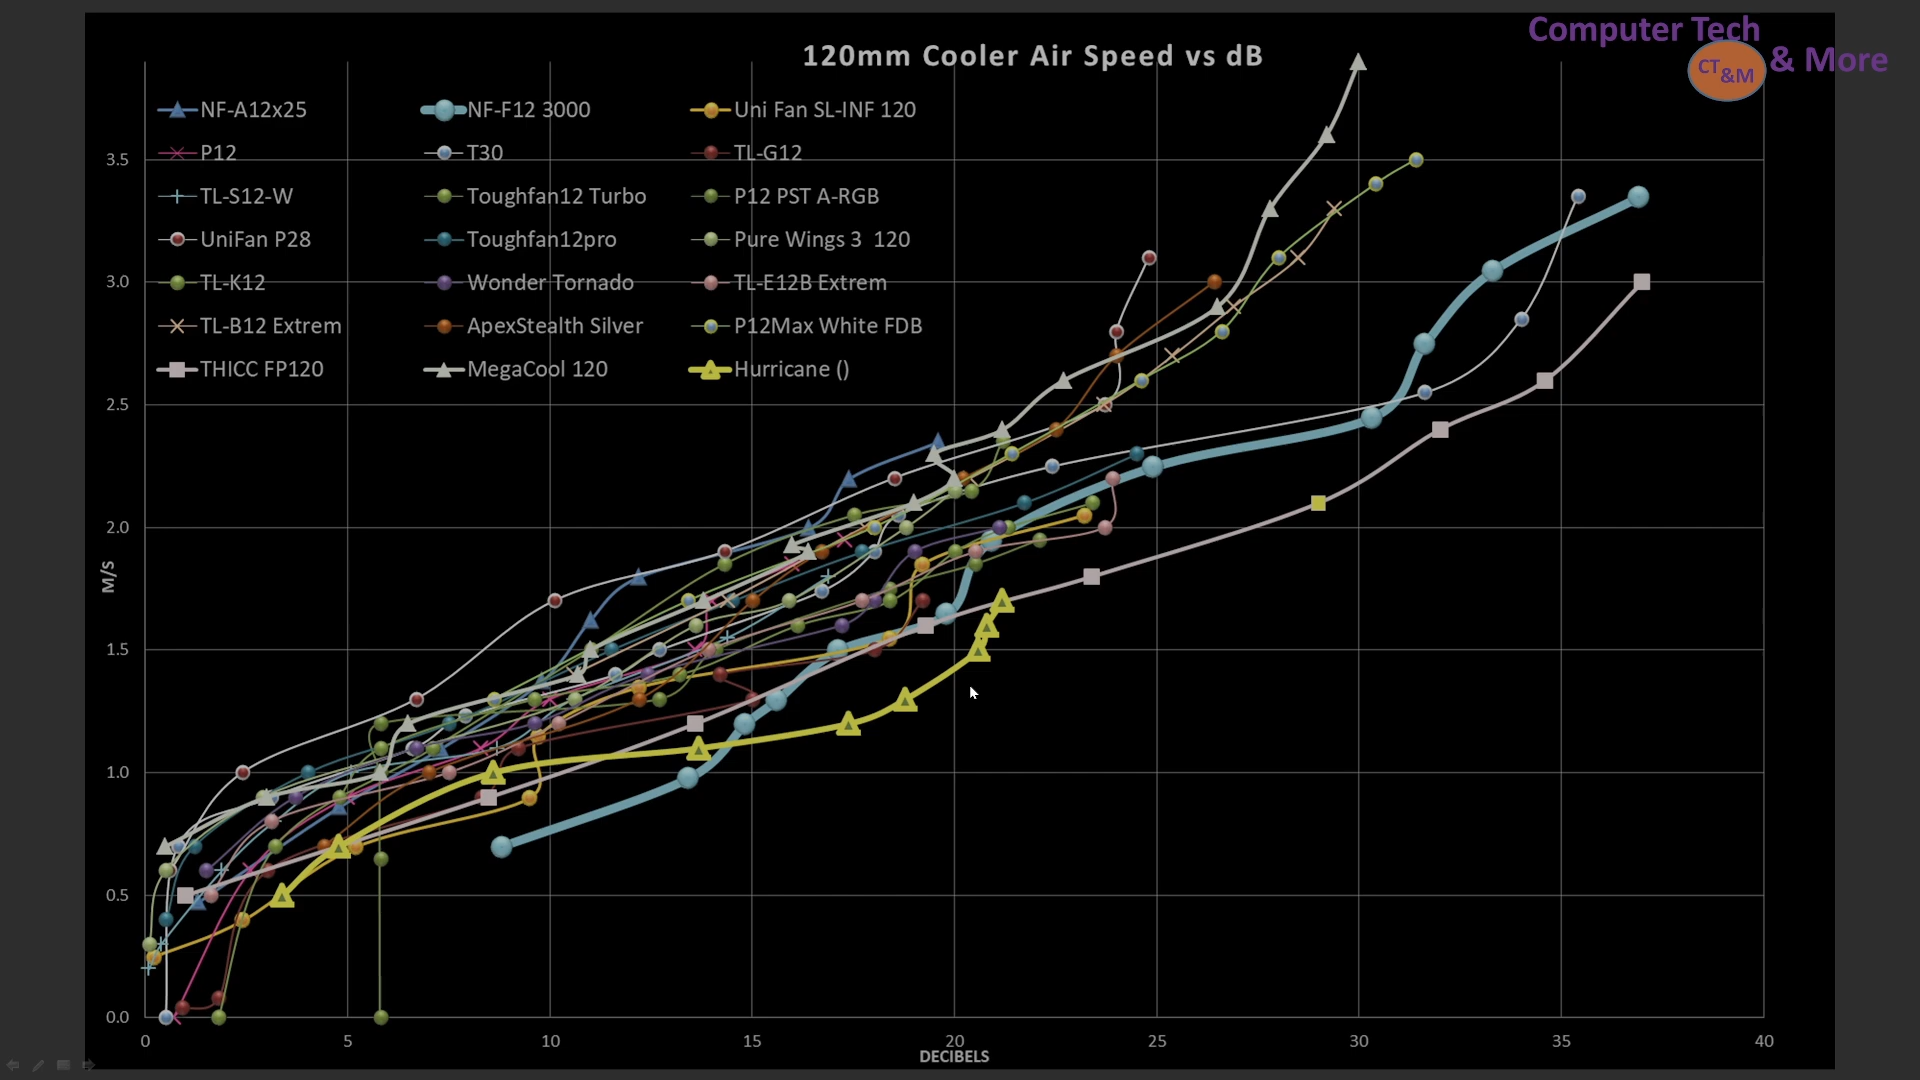 Computer Tech
& More
CT
&M
120mm Cooler Air Speed vs dB
NF-A12x25
NF-F12 3000
Uni Fan SL-INF 120
P12
T30
TL-G12
TL-S12-W
Toughfan12 Turbo
P12 PST A-RGB
UniFan P28
Toughfan12pro
Pure Wings 3 120
TL-K12
Wonder Tornado
TL-E12B Extrem
TL-B12 Extrem
ApexStealth Silver
P12Max White FDB
THICC FP120
MegaCool 120
Hurricane ()
3.5
3.0
2.5
2.0
1.5
1.0
0.5
0.0
M/S
0
5
10
15
20
25
30
35
40
DECIBELS